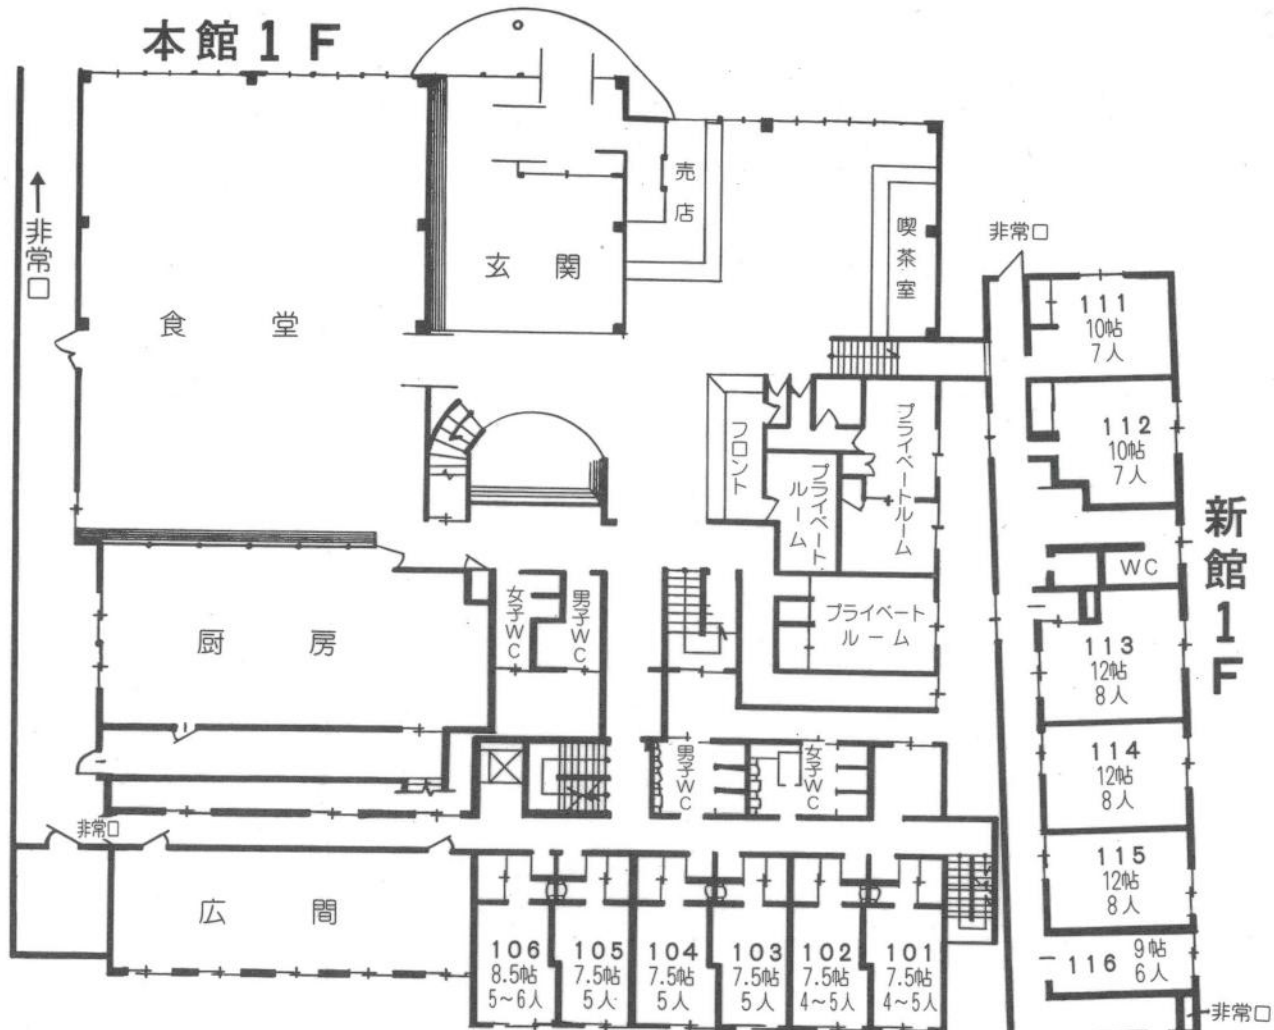 本館1F
非常口
食堂
玄関
売店
喫茶室
非常口
111
10帖
7人
112
10帖
7人
新館1F
フロント
プライベートルーム
プライベート
ルーム
プライベート
ルーム
WC
厨房
女子WC
男子WC
113
12帖
8人
114
12帖
8人
男子WC
女子WC
非常口
115
12帖
8人
広間
106
8.5帖
5~6人
105
7.5帖
5人
104
7.5帖
5人
103
7.5帖
5人
102
7.5帖
4~5人
101
7.5帖
4~5人
116
9帖
6人
非常口